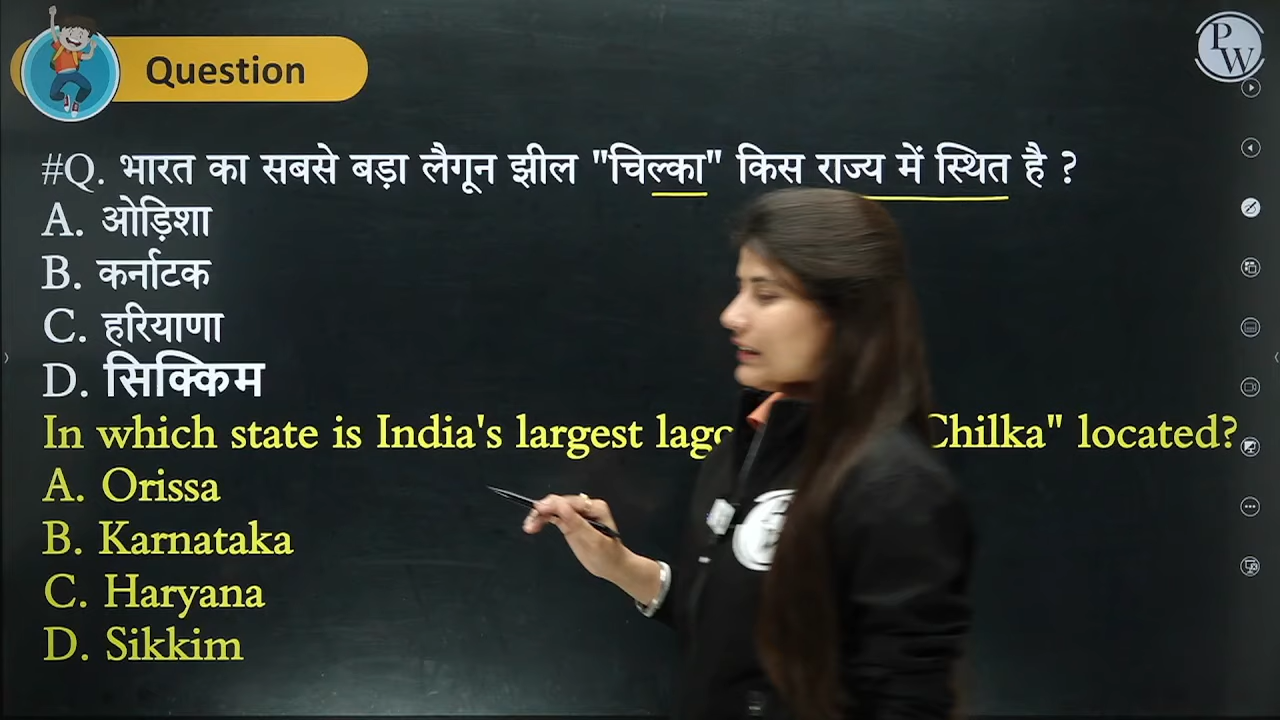 Question
PW
#Q. भारत का सबसे बड़ा लैगून झील "चिल्का" किस राज्य में स्थित है ?
A. ओड़िशा
B. कर्नाटक
C. हरियाणा
D. सिक्किम
In which state is India's largest Chilka" located?
A. Orissa
B. Karnataka
C. Haryana
D. Sikkim